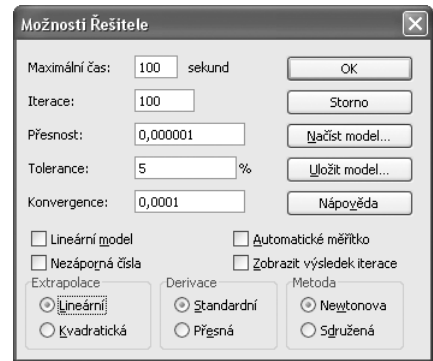 Možnosti Řešitele
Maximální čas: 100 sekund OK
Iterace: 100 Storno
Přesnost: 0,000001 Načíst model...
Tolerance: 5 % Uložit model...
Konvergence: 0,0001 Nápověda
Lineární model Automatické měřítko
Nezáporná čísla Zobrazit výsledek iterace
Extrapolace Derivace Metoda
Lineární Standardní Newtonova
Kvadratická Přesná Sdružená